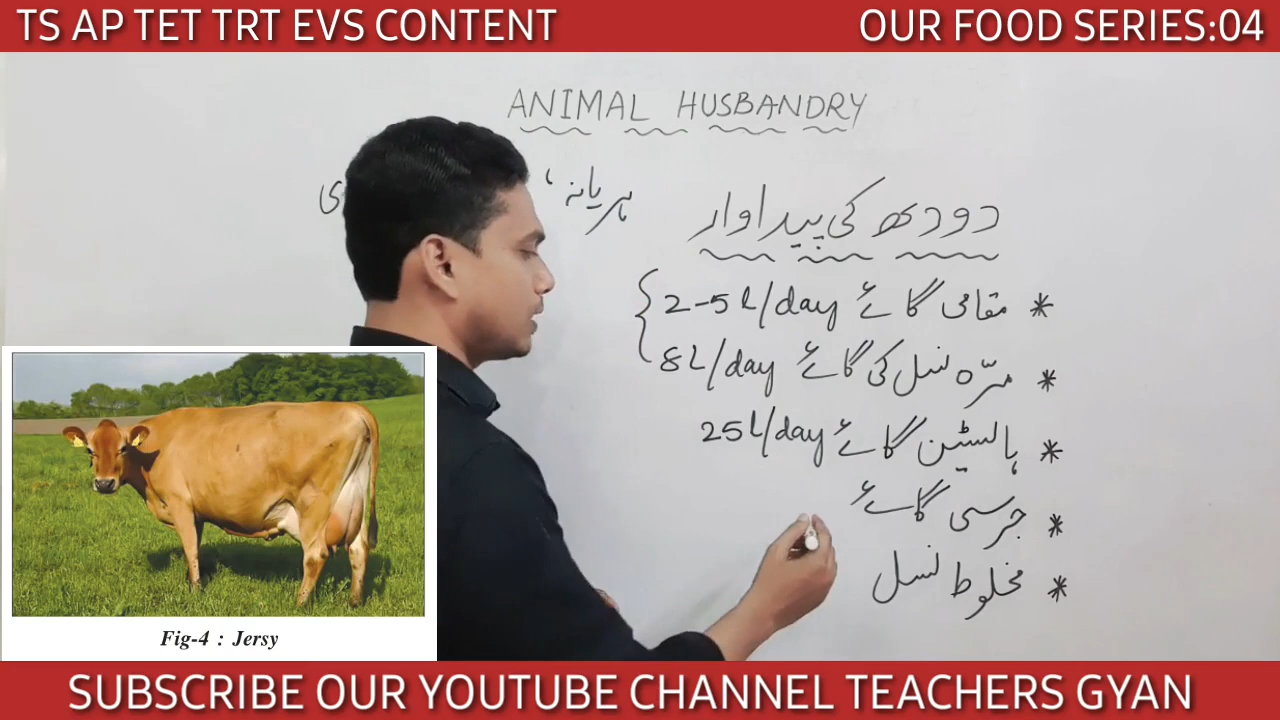 TS AP TET TRT EVS CONTENT
OUR FOOD SERIES:04
ANIMAL HUSBANDRY
ہریانہ ،
دودھ کی پیداوار
* مقامی گائے 2-5 L/day
* مرّہ نسل کی گائے 8L/day
* ہالسٹین گائے 25L/day
* جرسی گائے
* مخلوط نسل
Fig-4 : Jersy
SUBSCRIBE OUR YOUTUBE CHANNEL TEACHERS GYAN